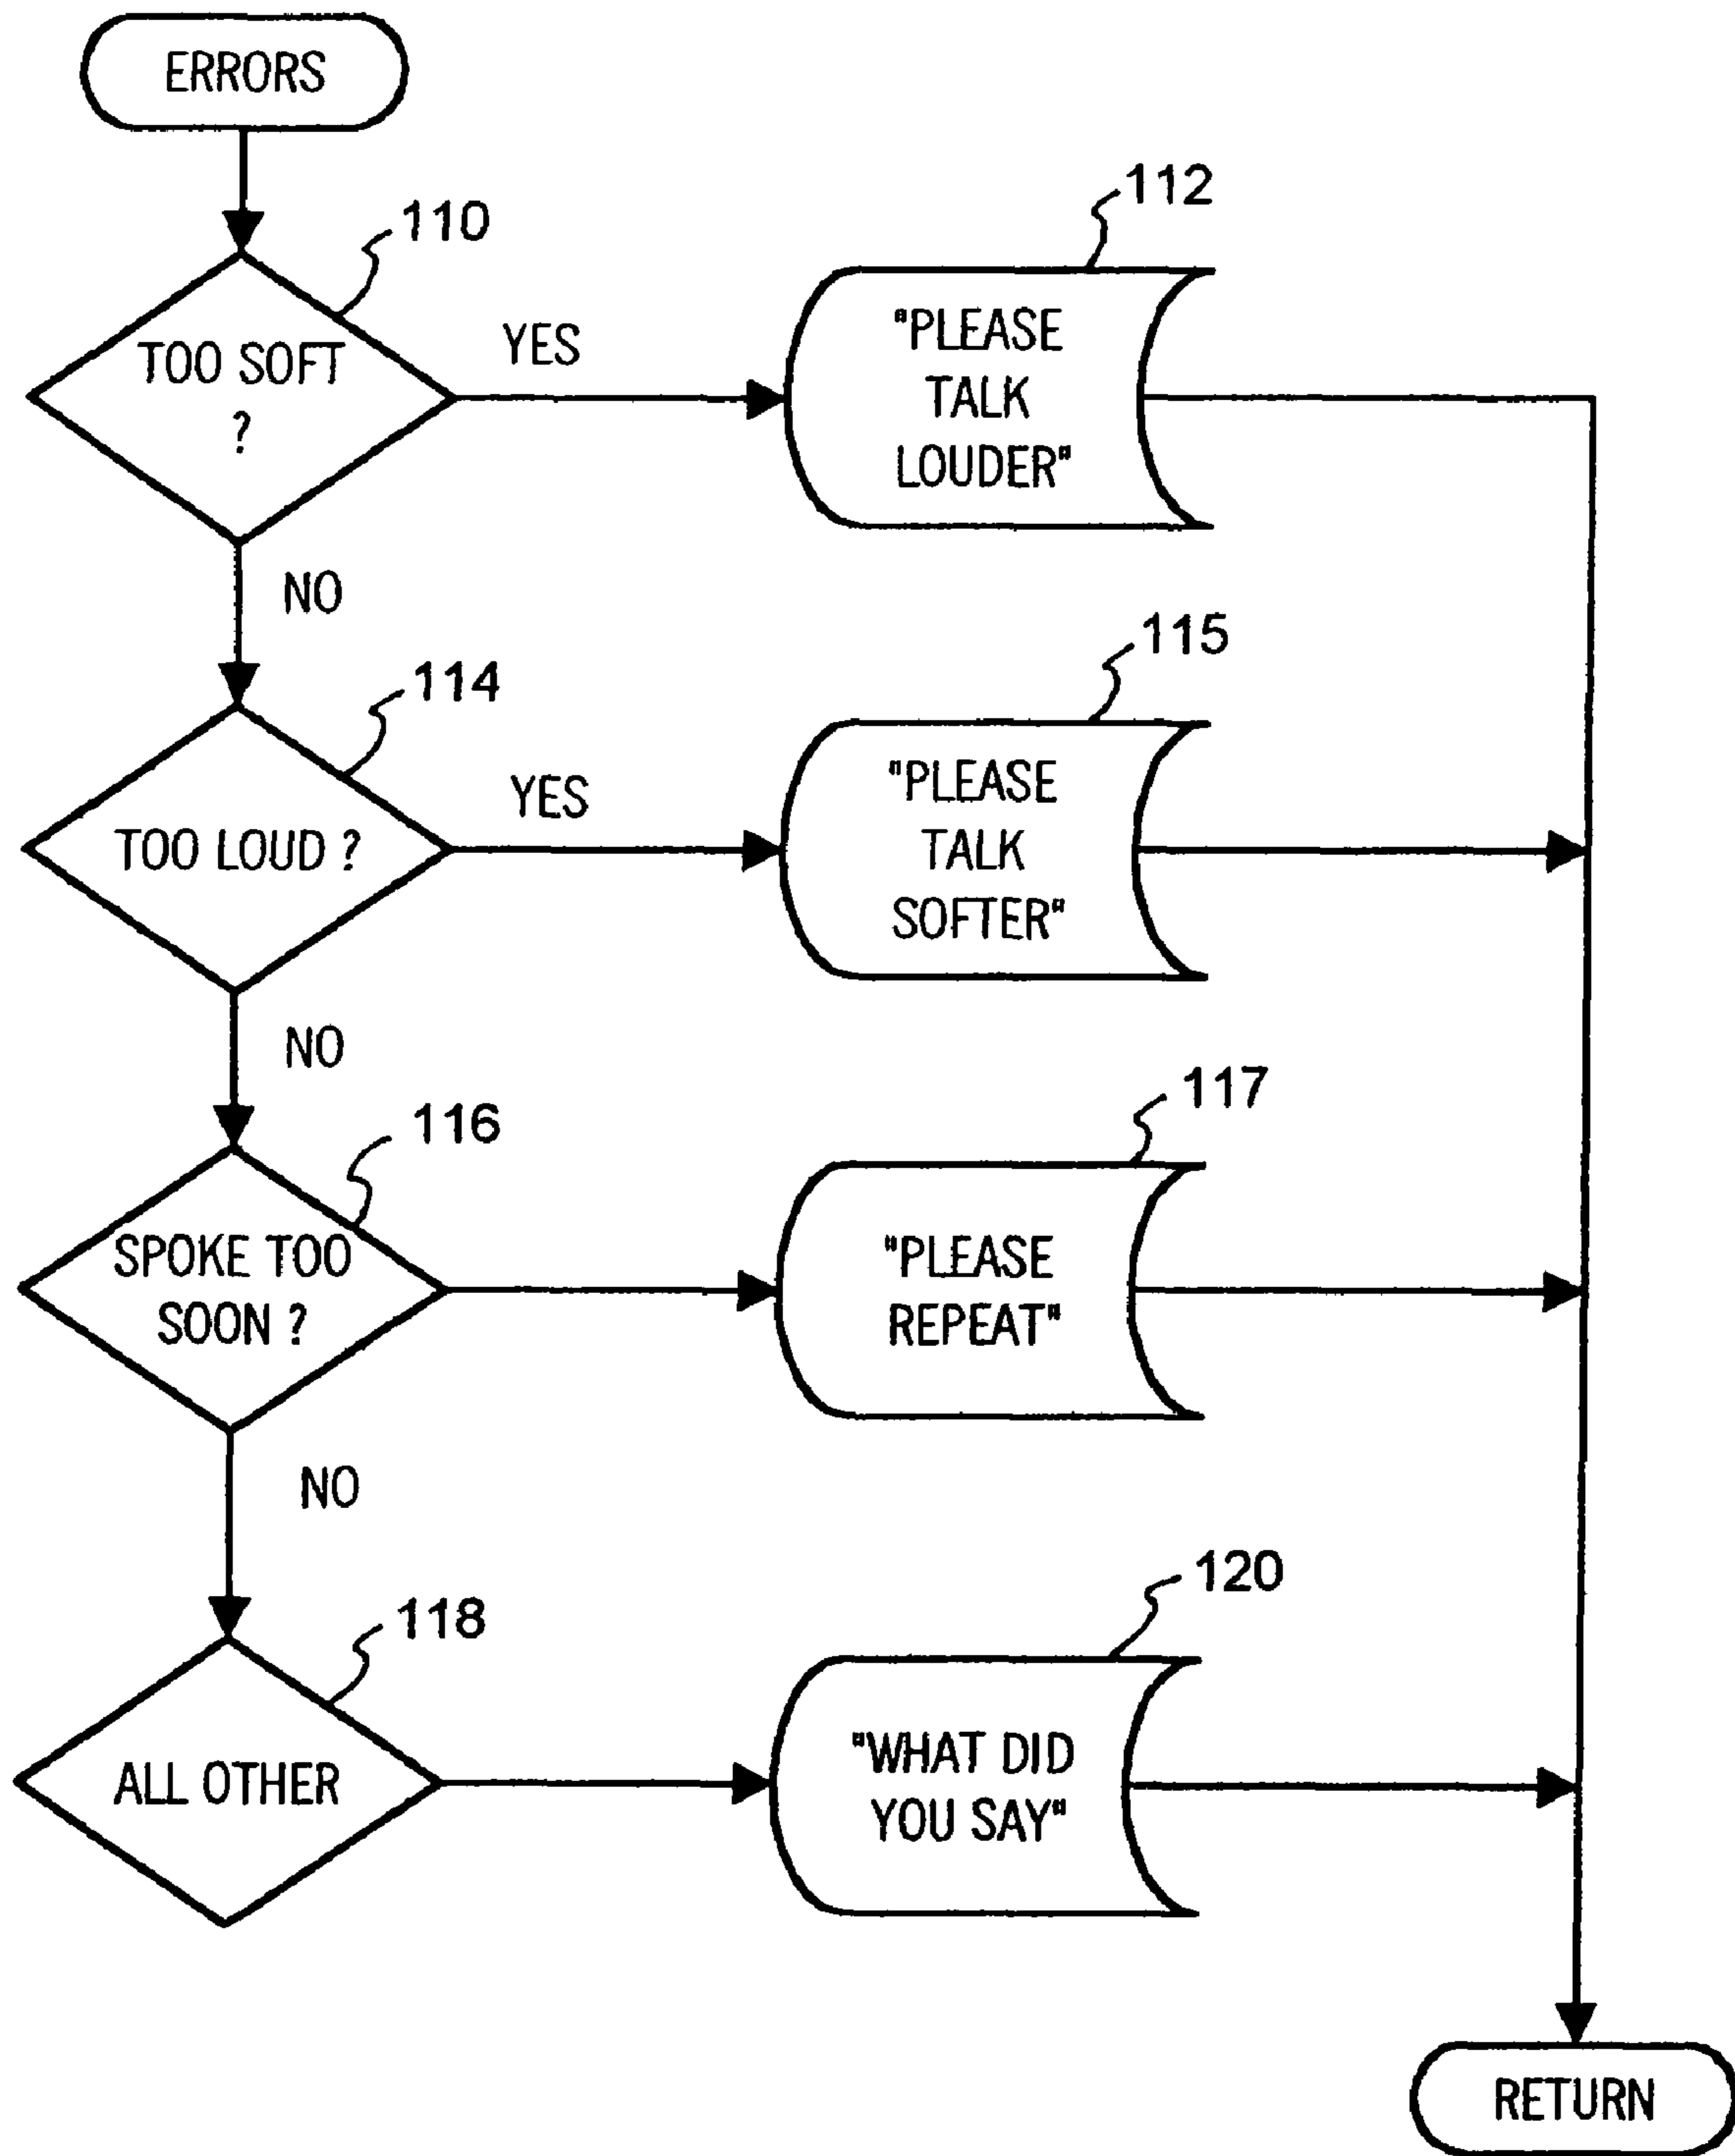 ERRORS
110
TOO SOFT
?
YES
112
"PLEASE
TALK
LOUDER"
NO
114
TOO LOUD ?
YES
115
"PLEASE
TALK
SOFTER"
NO
116
SPOKE TOO
SOON ?
117
"PLEASE
REPEAT"
NO
118
ALL OTHER
120
"WHAT DID
YOU SAY"
RETURN